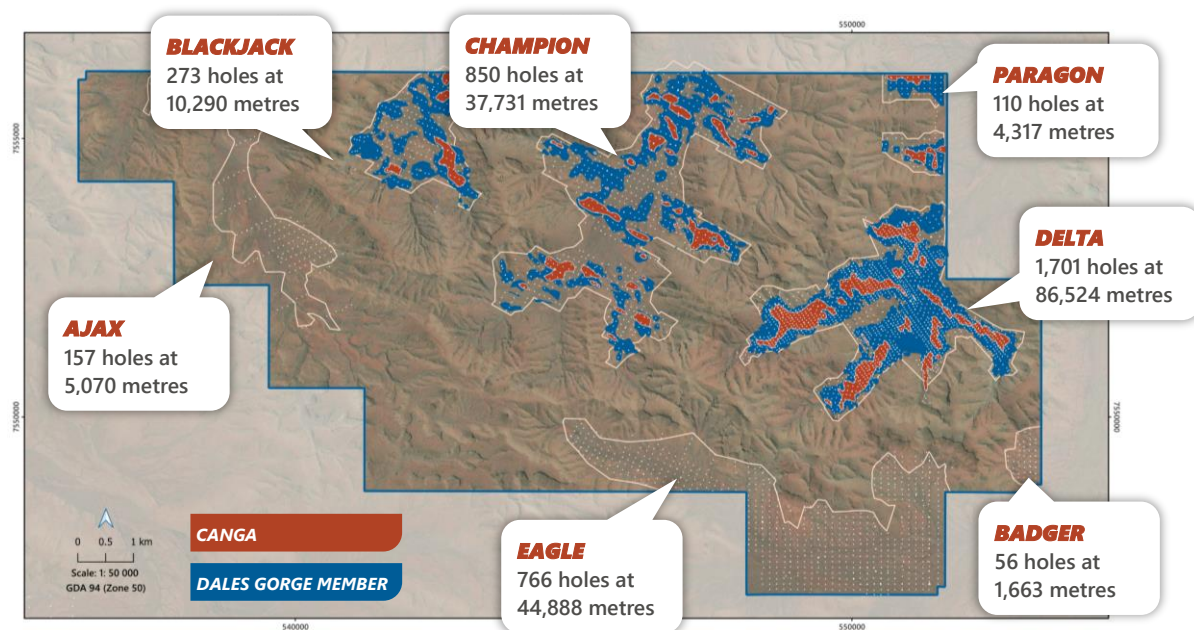 550000
BLACKJACK
273 holes at
10,290 metres
CHAMPION
850 holes at
37,731 metres
PARAGON
110 holes at
4,317 metres
7555000
DELTA
1,701 holes at
86,524 metres
AJAX
157 holes at
5,070 metres
7550000
7550000
EAGLE
766 holes at
44,888 metres
BADGER
56 holes at
1,663 metres
0 0.5 1 km
Scale: 1: 50 000
GDA 94 (Zone 50)
CANGA
DALES GORGE MEMBER
540000
550000